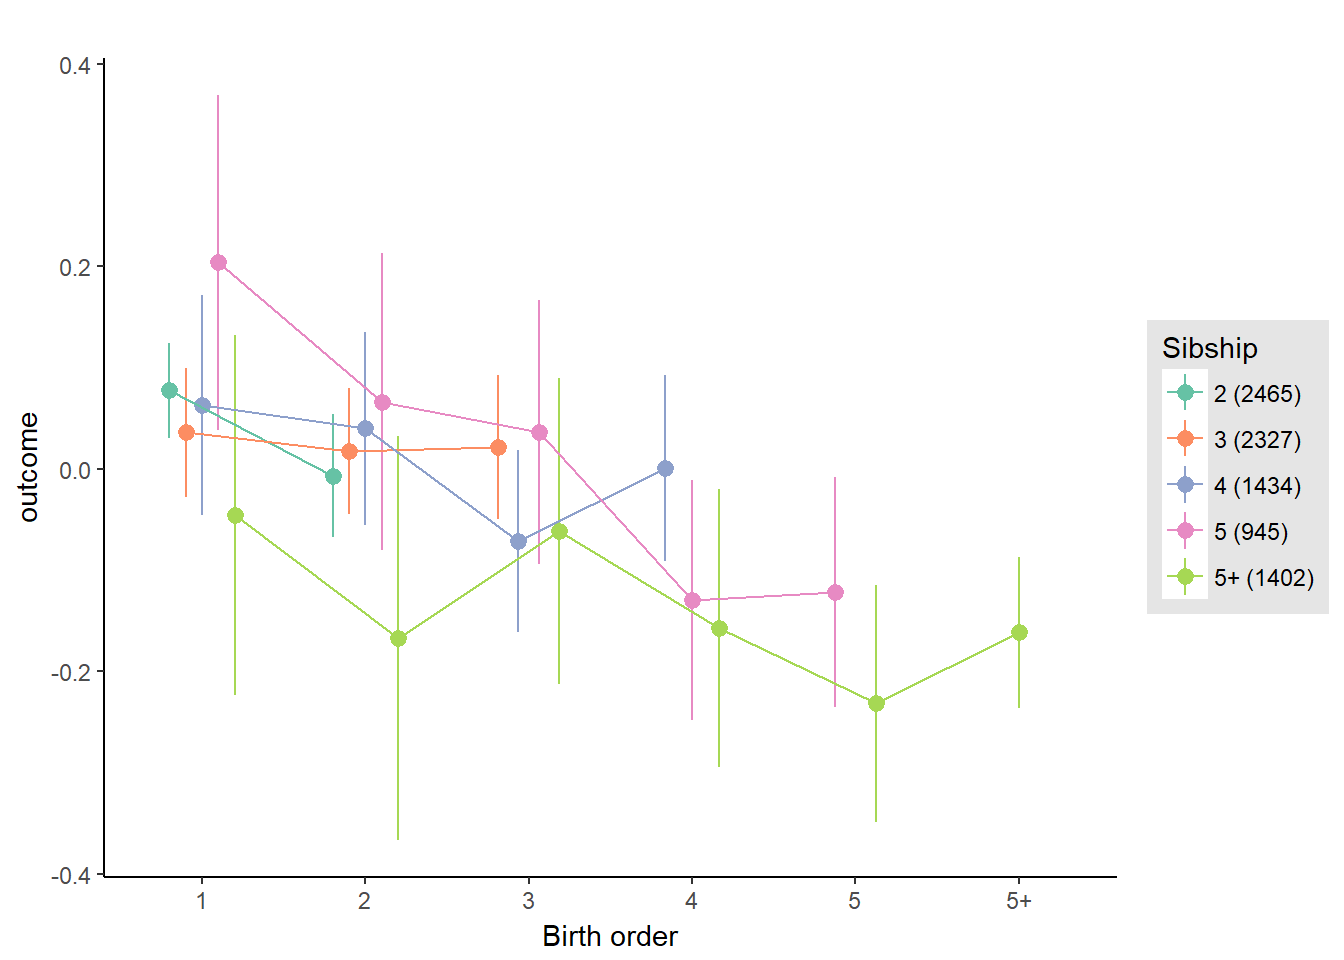 0.4
0.2
0.0
-0.2
-0.4
outcome
1 2 3 4 5 5+
Birth order
Sibship
2 (2465)
3 (2327)
4 (1434)
5 (945)
5+ (1402)